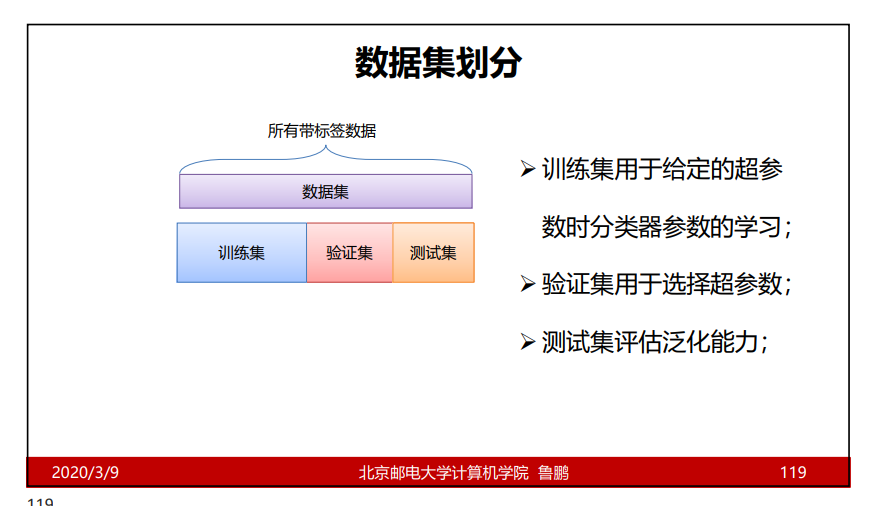 数据集划分
所有带标签数据
数据集
训练集
验证集
测试集
➢ 训练集用于给定的超参
数时分类器参数的学习；
➢ 验证集用于选择超参数；
➢ 测试集评估泛化能力；
2020/3/9
北京邮电大学计算机学院 鲁鹏
119
119